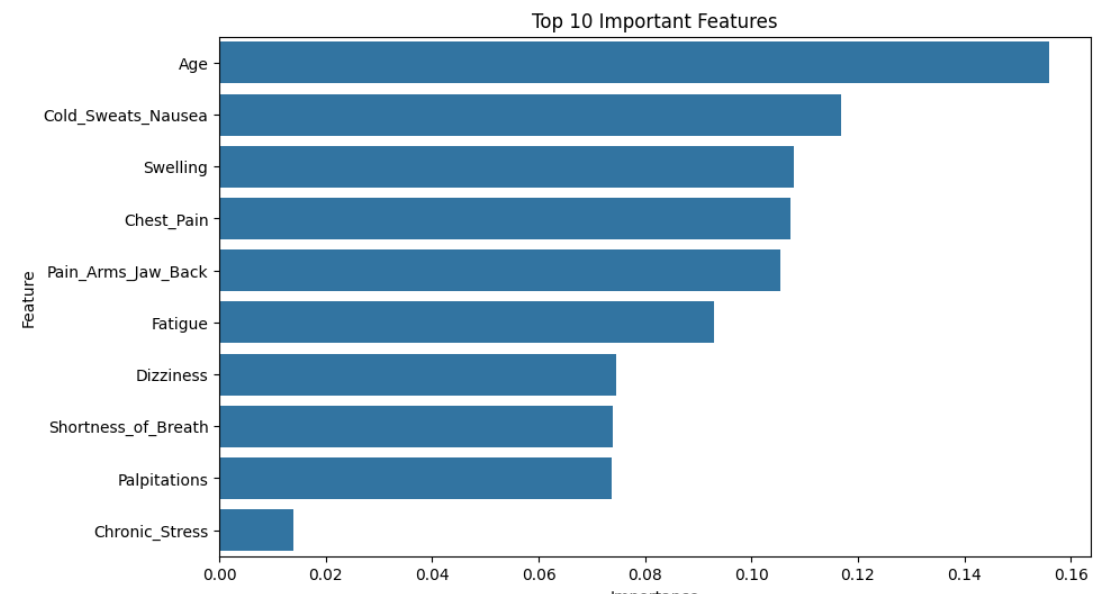 Top 10 Important Features
Feature
Age
Cold_Sweats_Nausea
Swelling
Chest_Pain
Pain_Arms_Jaw_Back
Fatigue
Dizziness
Shortness_of_Breath
Palpitations
Chronic_Stress
0.00 0.02 0.04 0.06 0.08 0.10 0.12 0.14 0.16